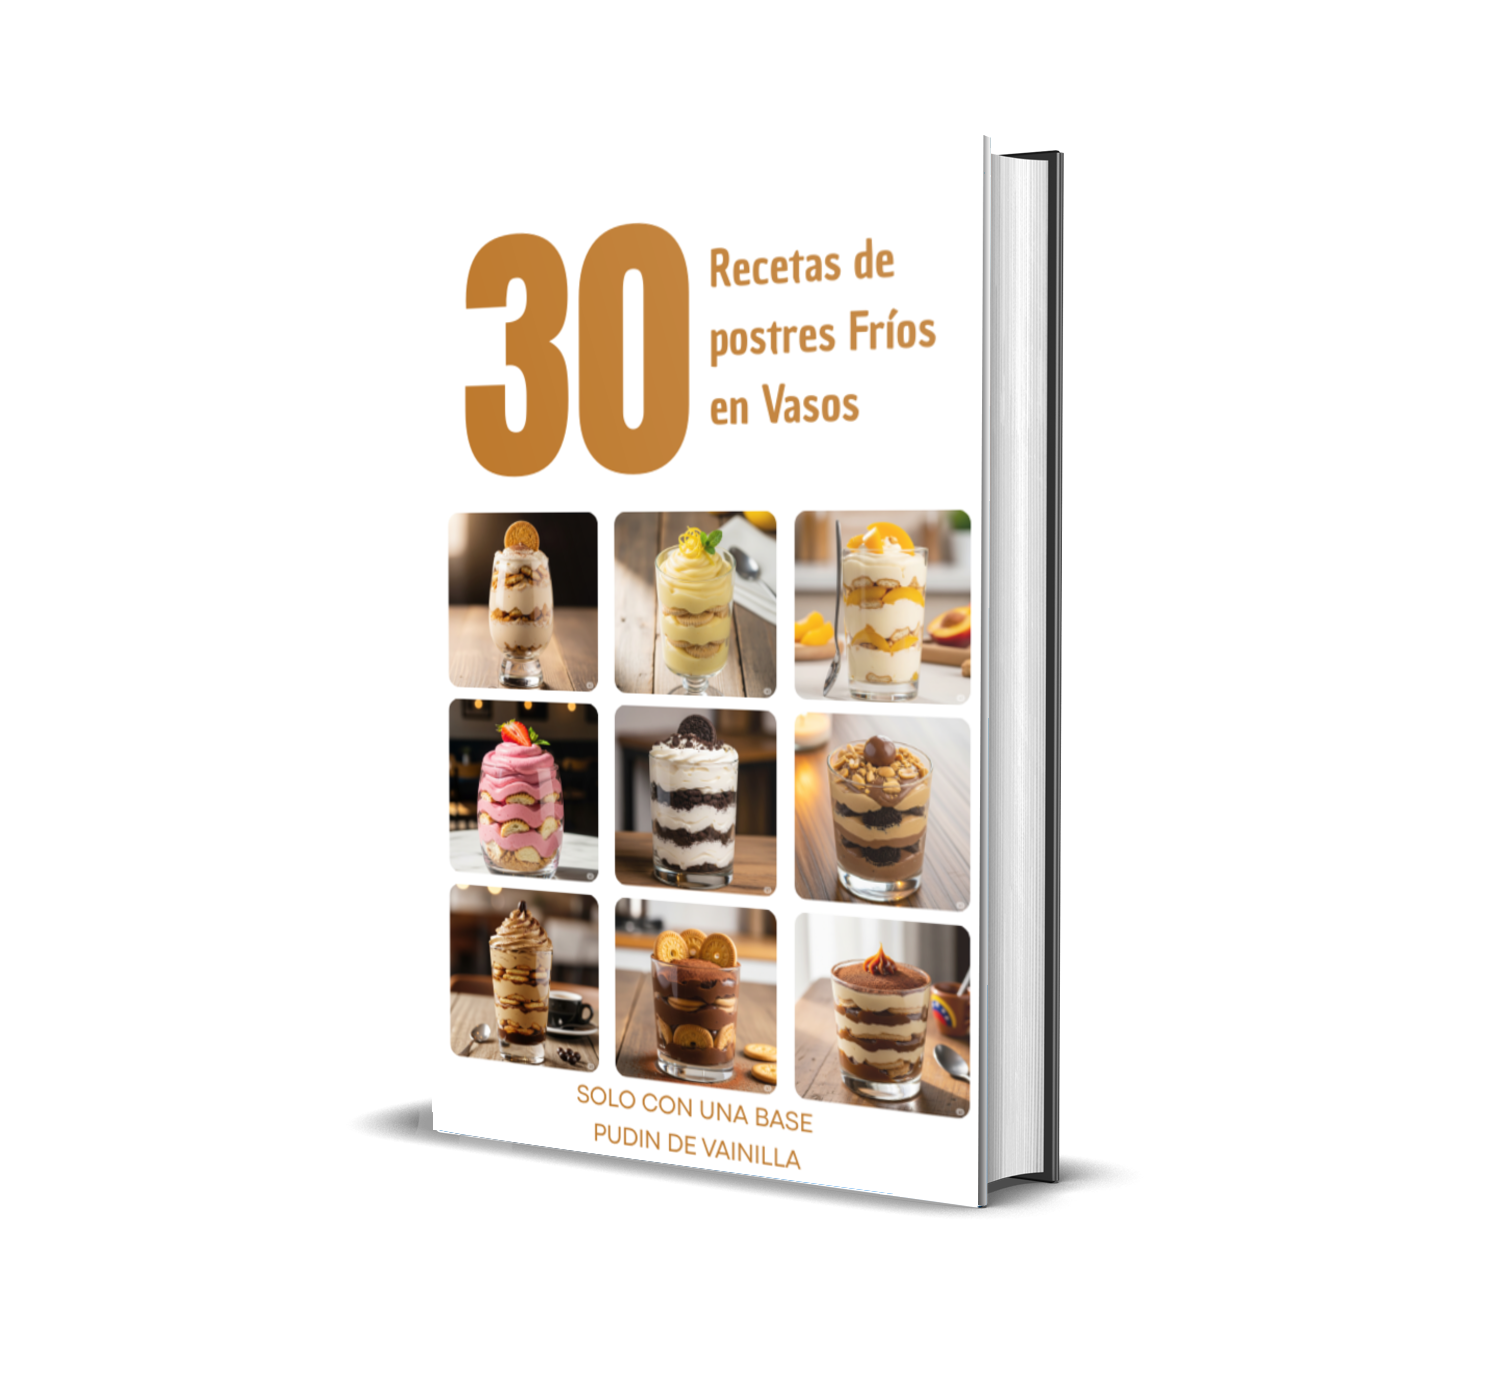 30
Recetas de
postres Fríos
en Vasos
SOLO CON UNA BASE
PUDIN DE VAINILLA